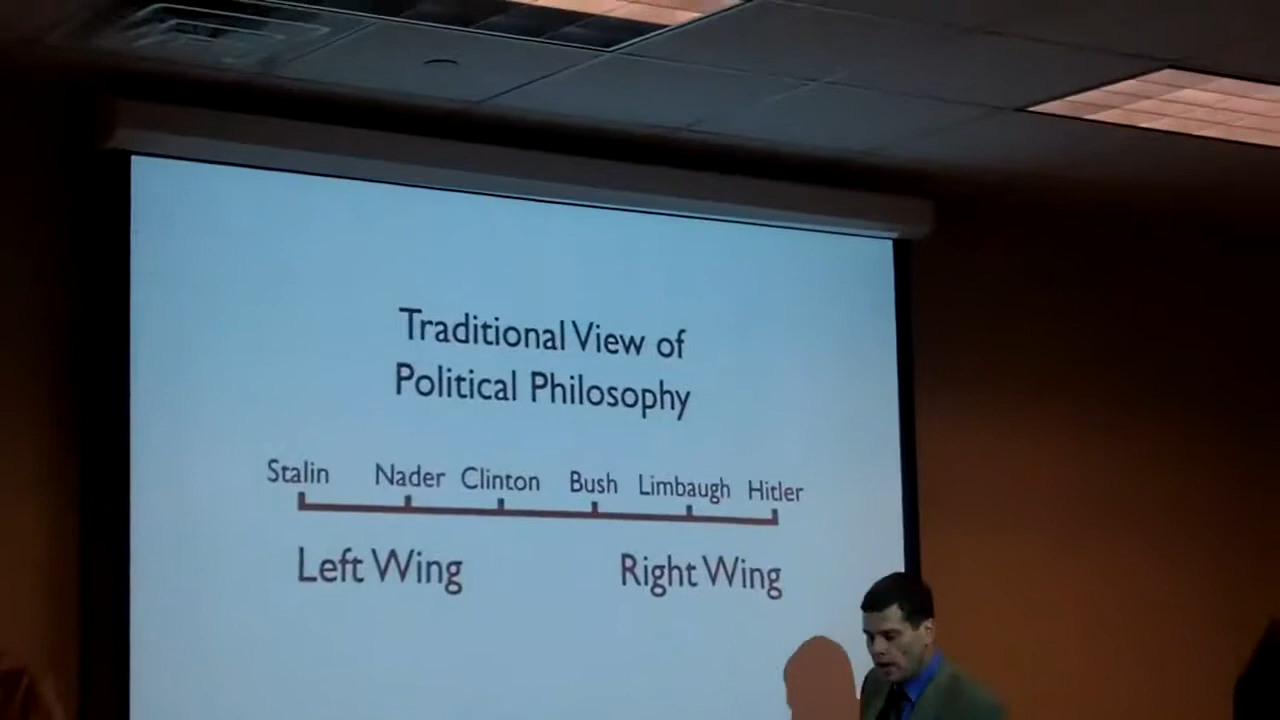 Traditional View of
Political Philosophy
Stalin Nader Clinton Bush Limbaugh Hitler
Left Wing Right Wing